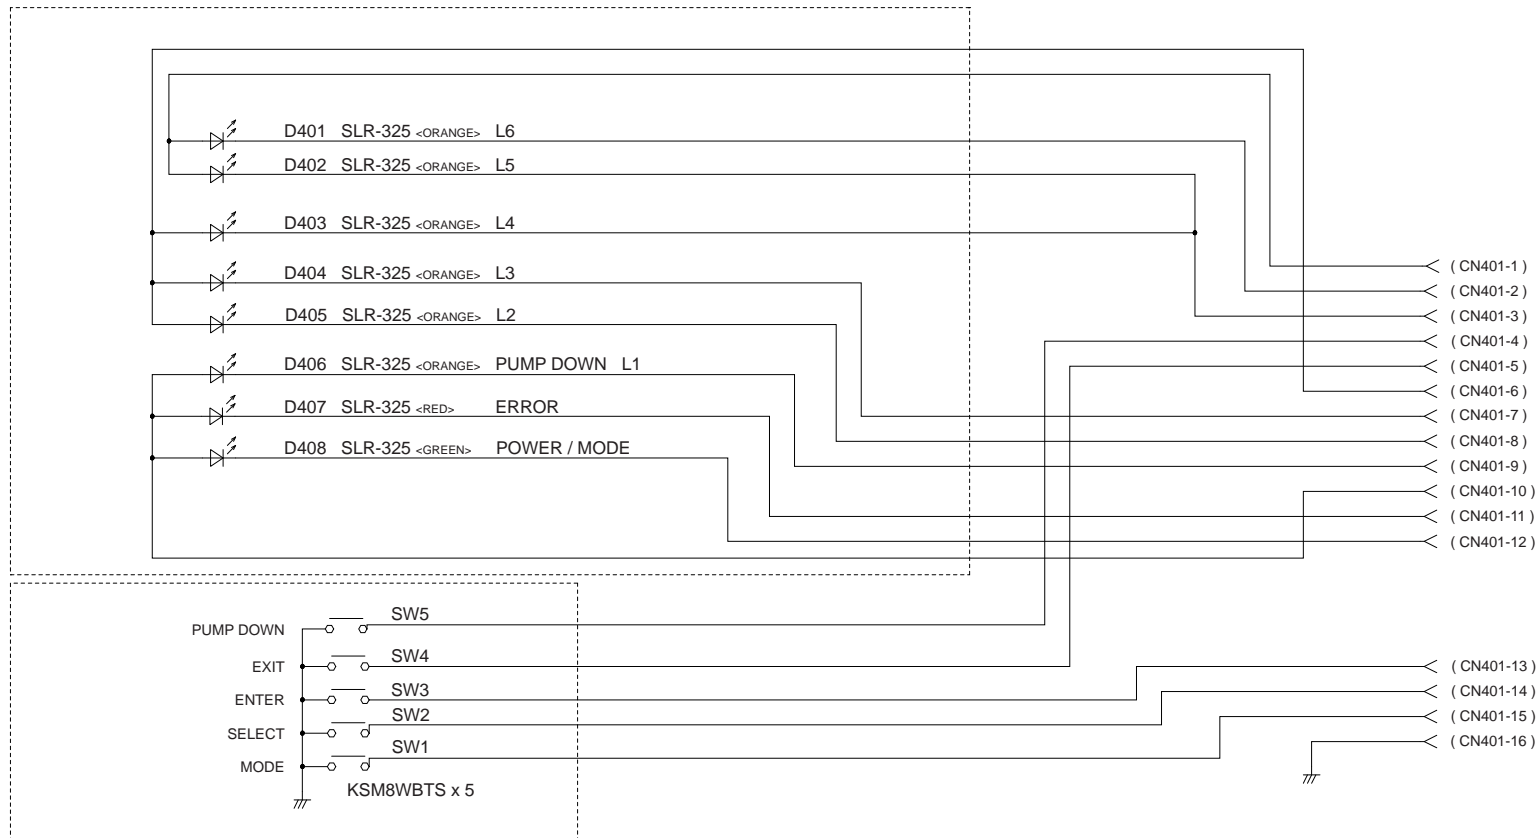 D401 SLR-325 <ORANGE> L6
D402 SLR-325 <ORANGE> L5
D403 SLR-325 <ORANGE> L4
D404 SLR-325 <ORANGE> L3
D405 SLR-325 <ORANGE> L2
D406 SLR-325 <ORANGE> PUMP DOWN L1
D407 SLR-325 <RED> ERROR
D408 SLR-325 <GREEN> POWER / MODE
( CN401-1 )
( CN401-2 )
( CN401-3 )
( CN401-4 )
( CN401-5 )
( CN401-6 )
( CN401-7 )
( CN401-8 )
( CN401-9 )
( CN401-10 )
( CN401-11 )
( CN401-12 )
PUMP DOWN SW5
EXIT SW4
ENTER SW3
SELECT SW2
MODE SW1
KSM8WBTS x 5
( CN401-13 )
( CN401-14 )
( CN401-15 )
( CN401-16 )